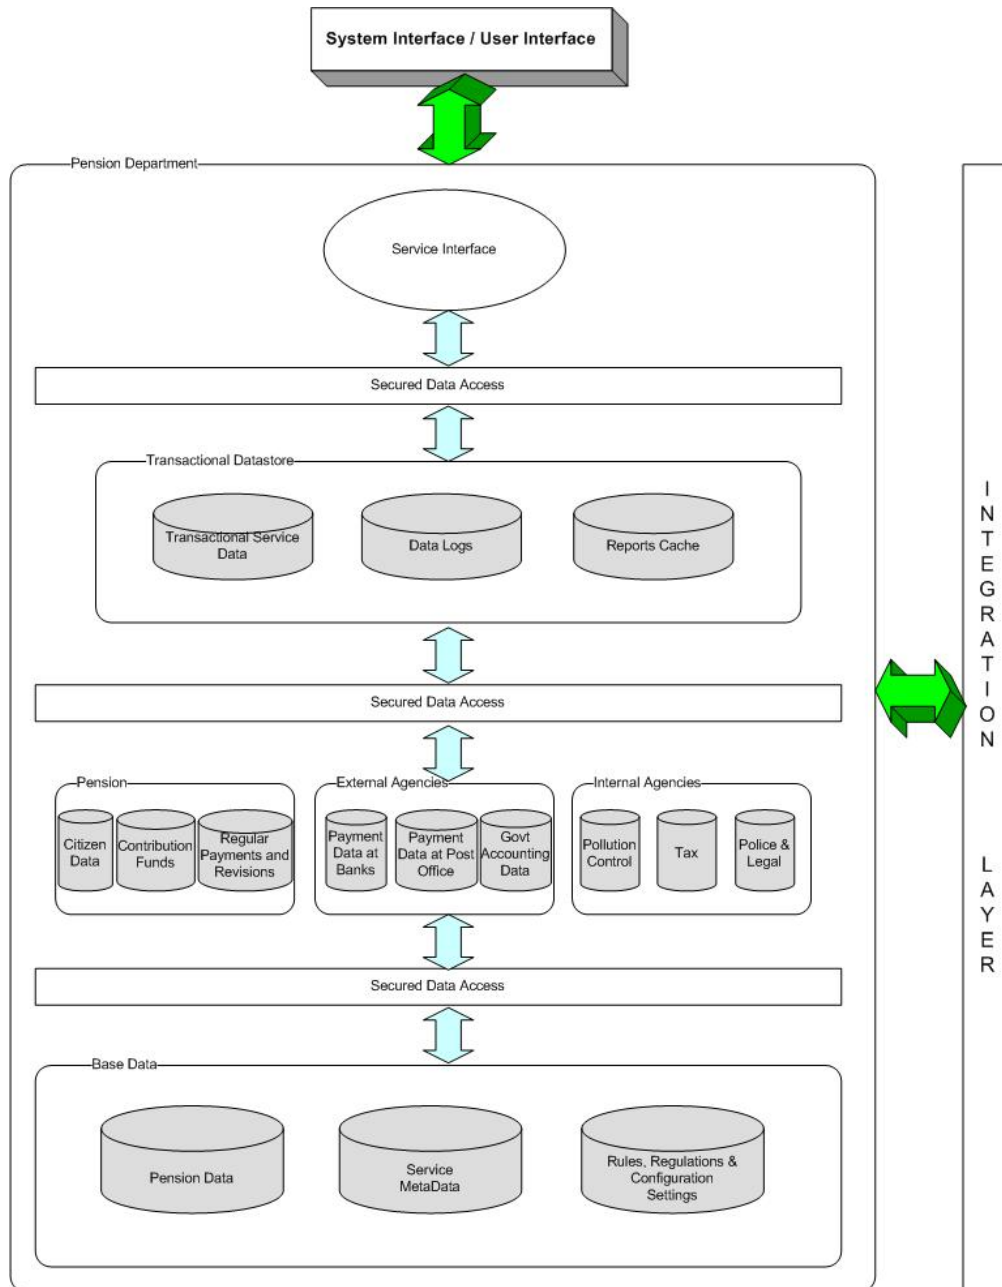 System Interface / User Interface
Pension Department
Service Interface
Secured Data Access
Transactional Datastore
Transactional Service
Data
Data Logs
Reports Cache
Secured Data Access
Pension
Citizen
Data
Contribution
Funds
Regular
Payments and
Revisions
External Agencies
Payment
Data at
Banks
Payment
Data at Post
Office
Govt
Accounting
Data
Internal Agencies
Pollution
Control
Tax
Police &
Legal
Secured Data Access
Base Data
Pension Data
Service
MetaData
Rules, Regulations &
Configuration
Settings
INTEGRATION LAYER